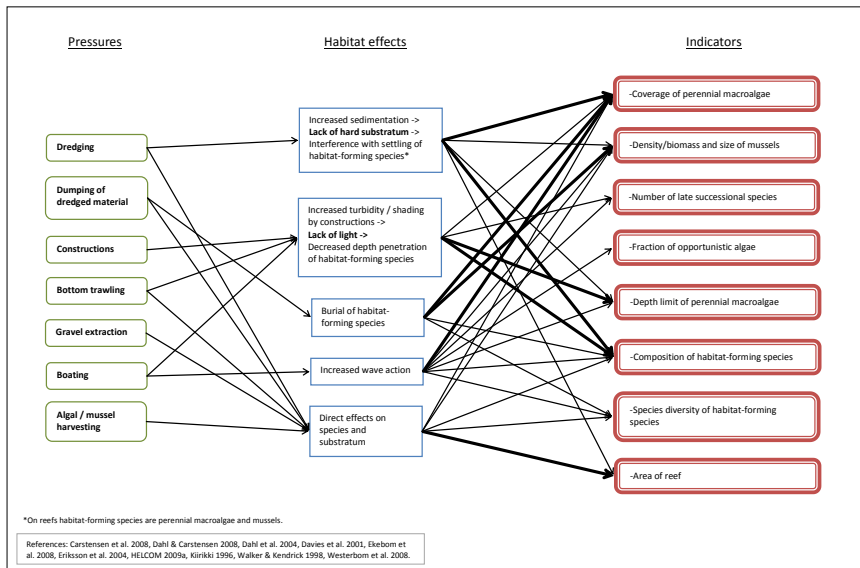 Pressures
Habitat effects
Indicators
Dredging
Dumping of
dredged material
Constructions
Bottom trawling
Gravel extraction
Boating
Algal / mussel
harvesting
Increased sedimentation ->
Lack of hard substratum ->
Interference with settling of
habitat-forming species*
Increased turbidity / shading
by constructions ->
Lack of light ->
Decreased depth penetration
of habitat-forming species
Burial of habitat-
forming species
Increased wave action
Direct effects on
species and
substratum
-Coverage of perennial macroalgae
-Density/biomass and size of mussels
-Number of late successional species
-Fraction of opportunistic algae
-Depth limit of perennial macroalgae
-Composition of habitat-forming species
-Species diversity of habitat-forming
species
-Area of reef
*On reefs habitat-forming species are perennial macroalgae and mussels.
References: Carstensen et al. 2008, Dahl & Carstensen 2008, Dahl et al. 2004, Davies et al. 2001, Ekebom et
al. 2008, Eriksson et al. 2004, HELCOM 2009a, Kiirikki 1996, Walker & Kendrick 1998, Westerbom et al. 2008.